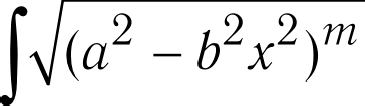 ∫√(a² − b²x²)ᵐ